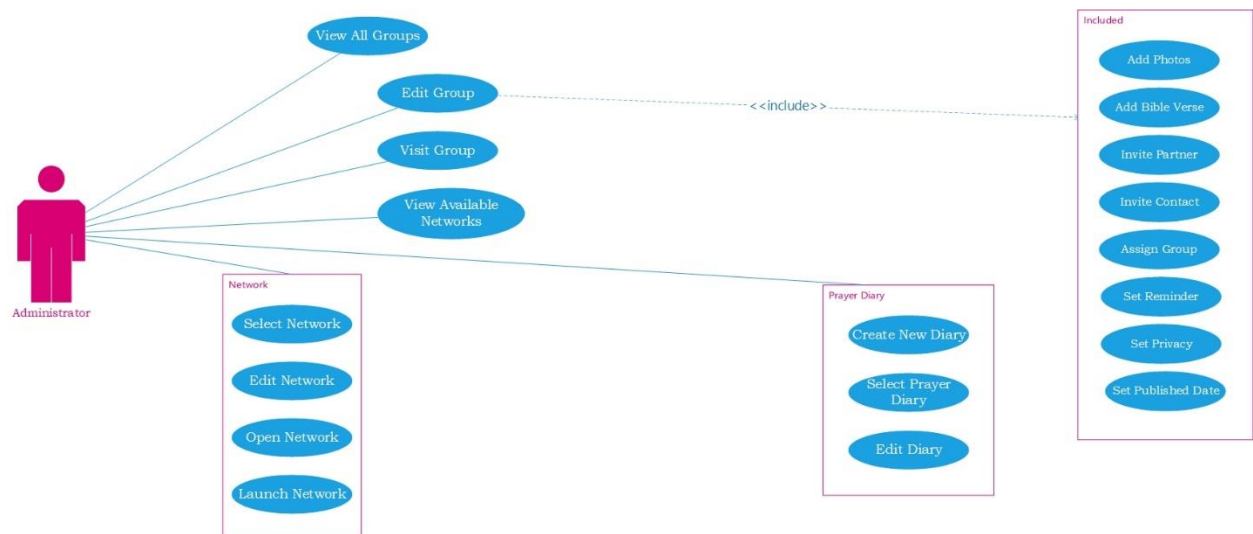 View All Groups
Edit Group
<<include>>
Visit Group
View Available
Networks
Administrator
Network
Select Network
Edit Network
Open Network
Launch Network
Prayer Diary
Create New Diary
Select Prayer
Diary
Edit Diary
Included
Add Photos
Add Bible Verse
Invite Partner
Invite Contact
Assign Group
Set Reminder
Set Privacy
Set Published Date